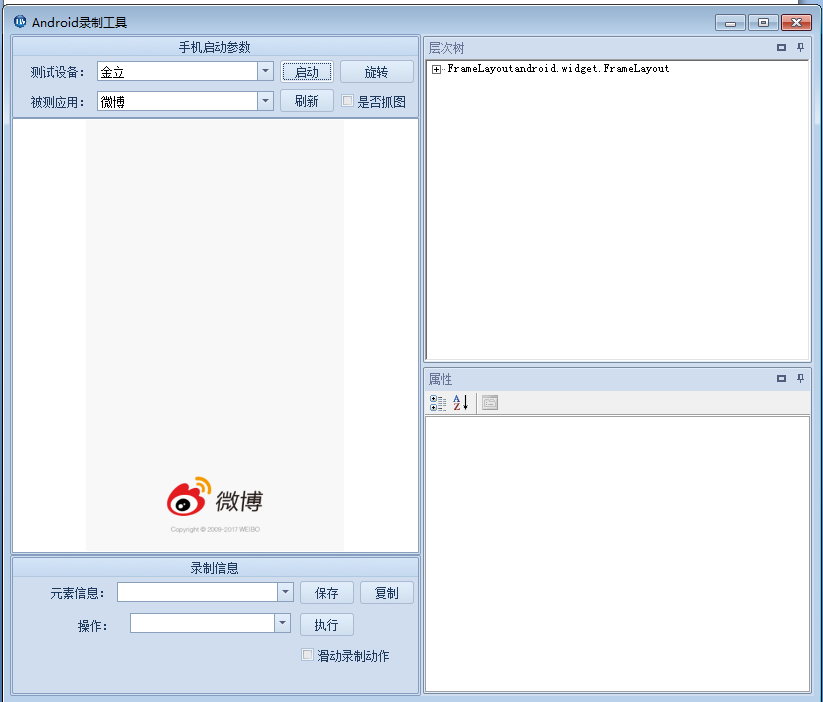 Android录制工具
手机启动参数
测试设备：
金立
启动
旋转
被测应用：
微博
刷新
是否抓图
微博
Copyright © 2009-2017 WEIBO
录制信息
元素信息：
保存
复制
操作：
执行
滑动录制动作
层次树
FrameLayoutandroid.widget.FrameLayout
属性